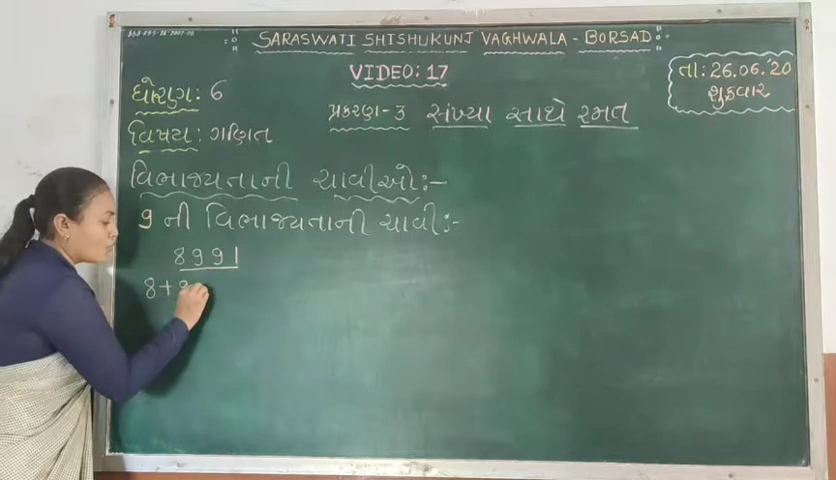 SARASWATI SHISHUKUNJ VAGHWALA - BORSAD
VIDEO: 17
તા: 26.06.'20
શુક્રવાર
ધોરણ: 6
પ્રકરણ-3 સંખ્યા સાથે રમત
વિષય: ગણિત
વિભાજ્યતાની ચાવીઓ:-
9 ની વિભાજ્યતાની ચાવી:-
8991
8+9